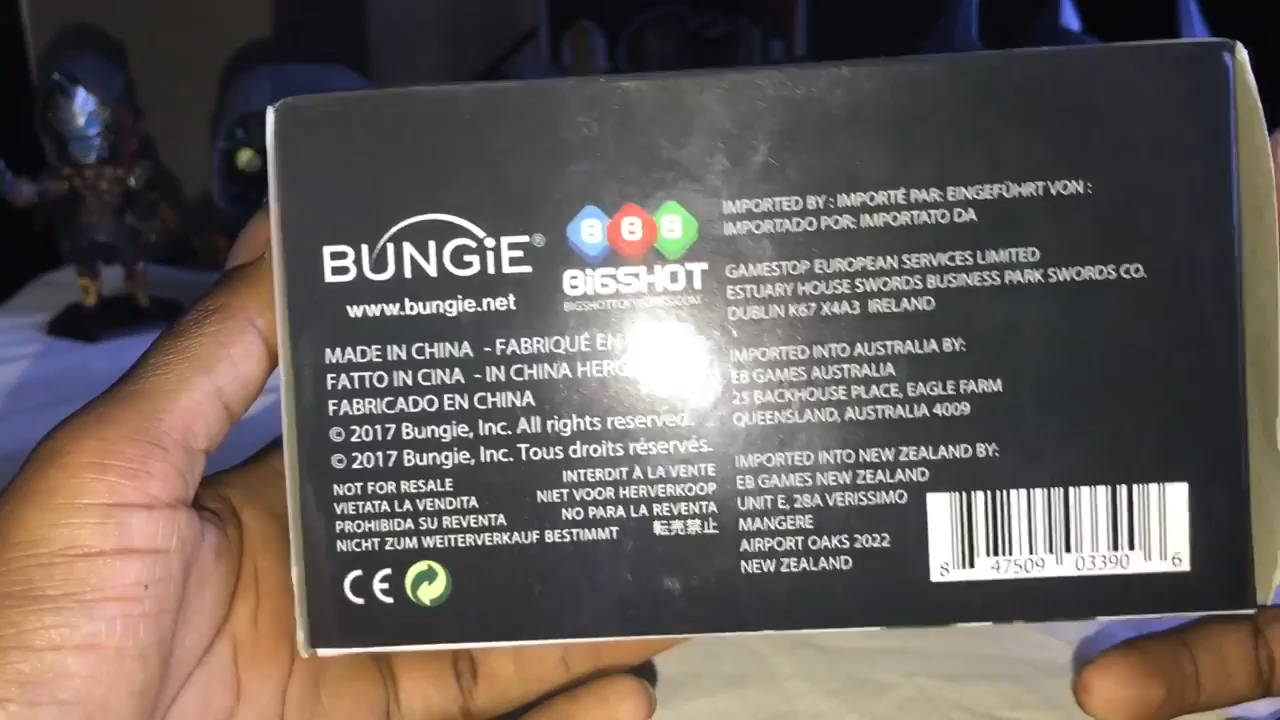 BUNGiE®
www.bungie.net
BBB
BiGSHOT
BIGSHOTTOYWORKS.COM
MADE IN CHINA - FABRIQUÉ EN
FATTO IN CINA - IN CHINA
FABRICADO EN CHINA
© 2017 Bungie, Inc. All rights reserved.
© 2017 Bungie, Inc. Tous droits réservés.
NOT FOR RESALE
VIETATA LA VENDITA
PROHIBIDA SU REVENTA
NICHT ZUM WEITERVERKAUF BESTIMMT
INTERDIT À LA VENTE
NIET VOOR HERVERKOOP
NO PARA LA REVENTA
転売禁止
CE
IMPORTED BY : IMPORTÉ PAR: EINGEFÜHRT VON :
IMPORTADO POR: IMPORTATO DA
GAMESTOP EUROPEAN SERVICES LIMITED
ESTUARY HOUSE SWORDS BUSINESS PARK SWORDS CO.
DUBLIN K67 X4A3 IRELAND
IMPORTED INTO AUSTRALIA BY:
EB GAMES AUSTRALIA
25 BACKHOUSE PLACE, EAGLE FARM
QUEENSLAND, AUSTRALIA 4009
IMPORTED INTO NEW ZEALAND BY:
EB GAMES NEW ZEALAND
UNIT E, 28A VERISSIMO
MANGERE
AIRPORT OAKS 2022
NEW ZEALAND
8 47509 03390 6